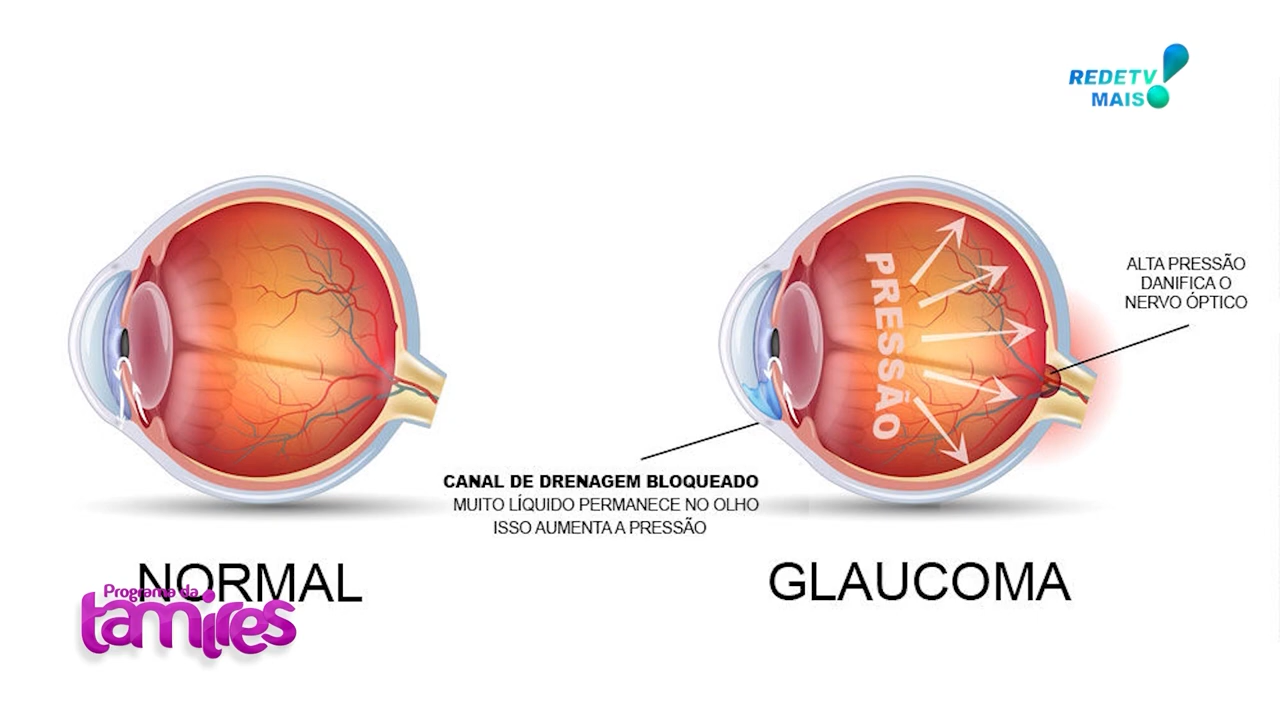 REDETV
MAIS
PRESSÃO
ALTA PRESSÃO
DANIFICA O
NERVO ÓPTICO
CANAL DE DRENAGEM BLOQUEADO
MUITO LÍQUIDO PERMANECE NO OLHO
ISSO AUMENTA A PRESSÃO
NORMAL
GLAUCOMA
Programa da
tamires